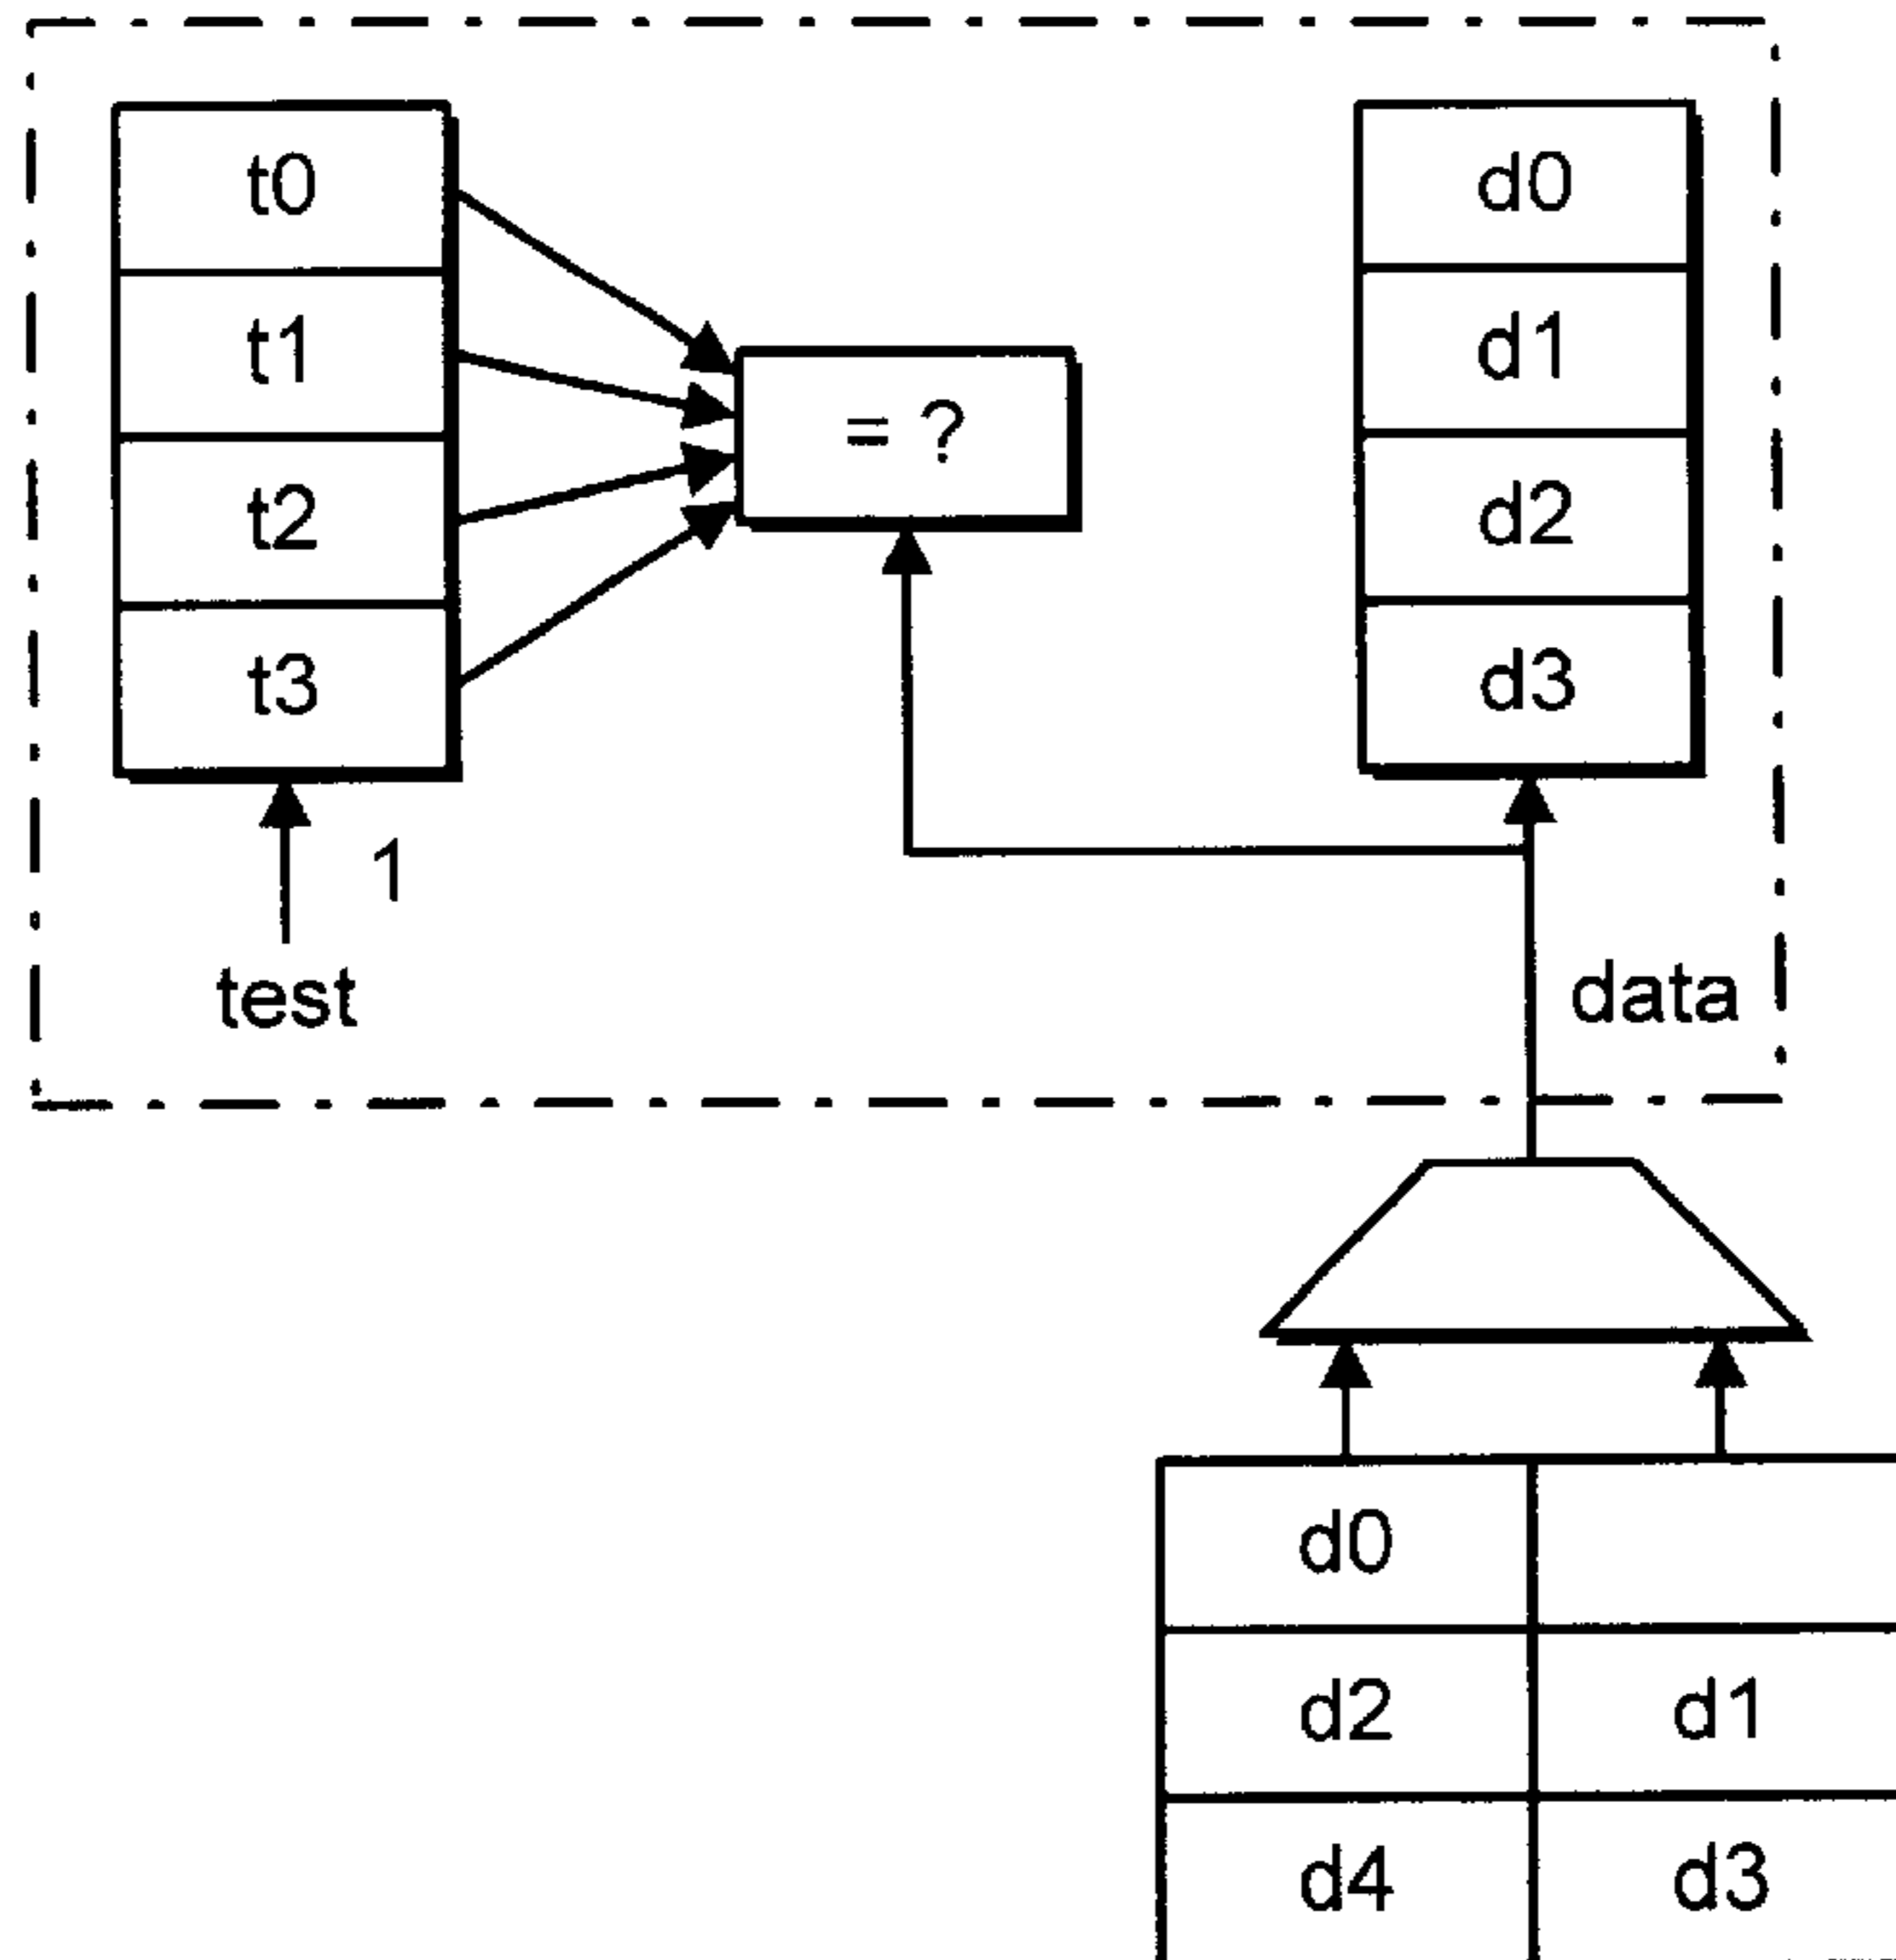 t0
t1
t2
t3
= ?
d0
d1
d2
d3
1
test
data
d0
d2 d1
d4 d3